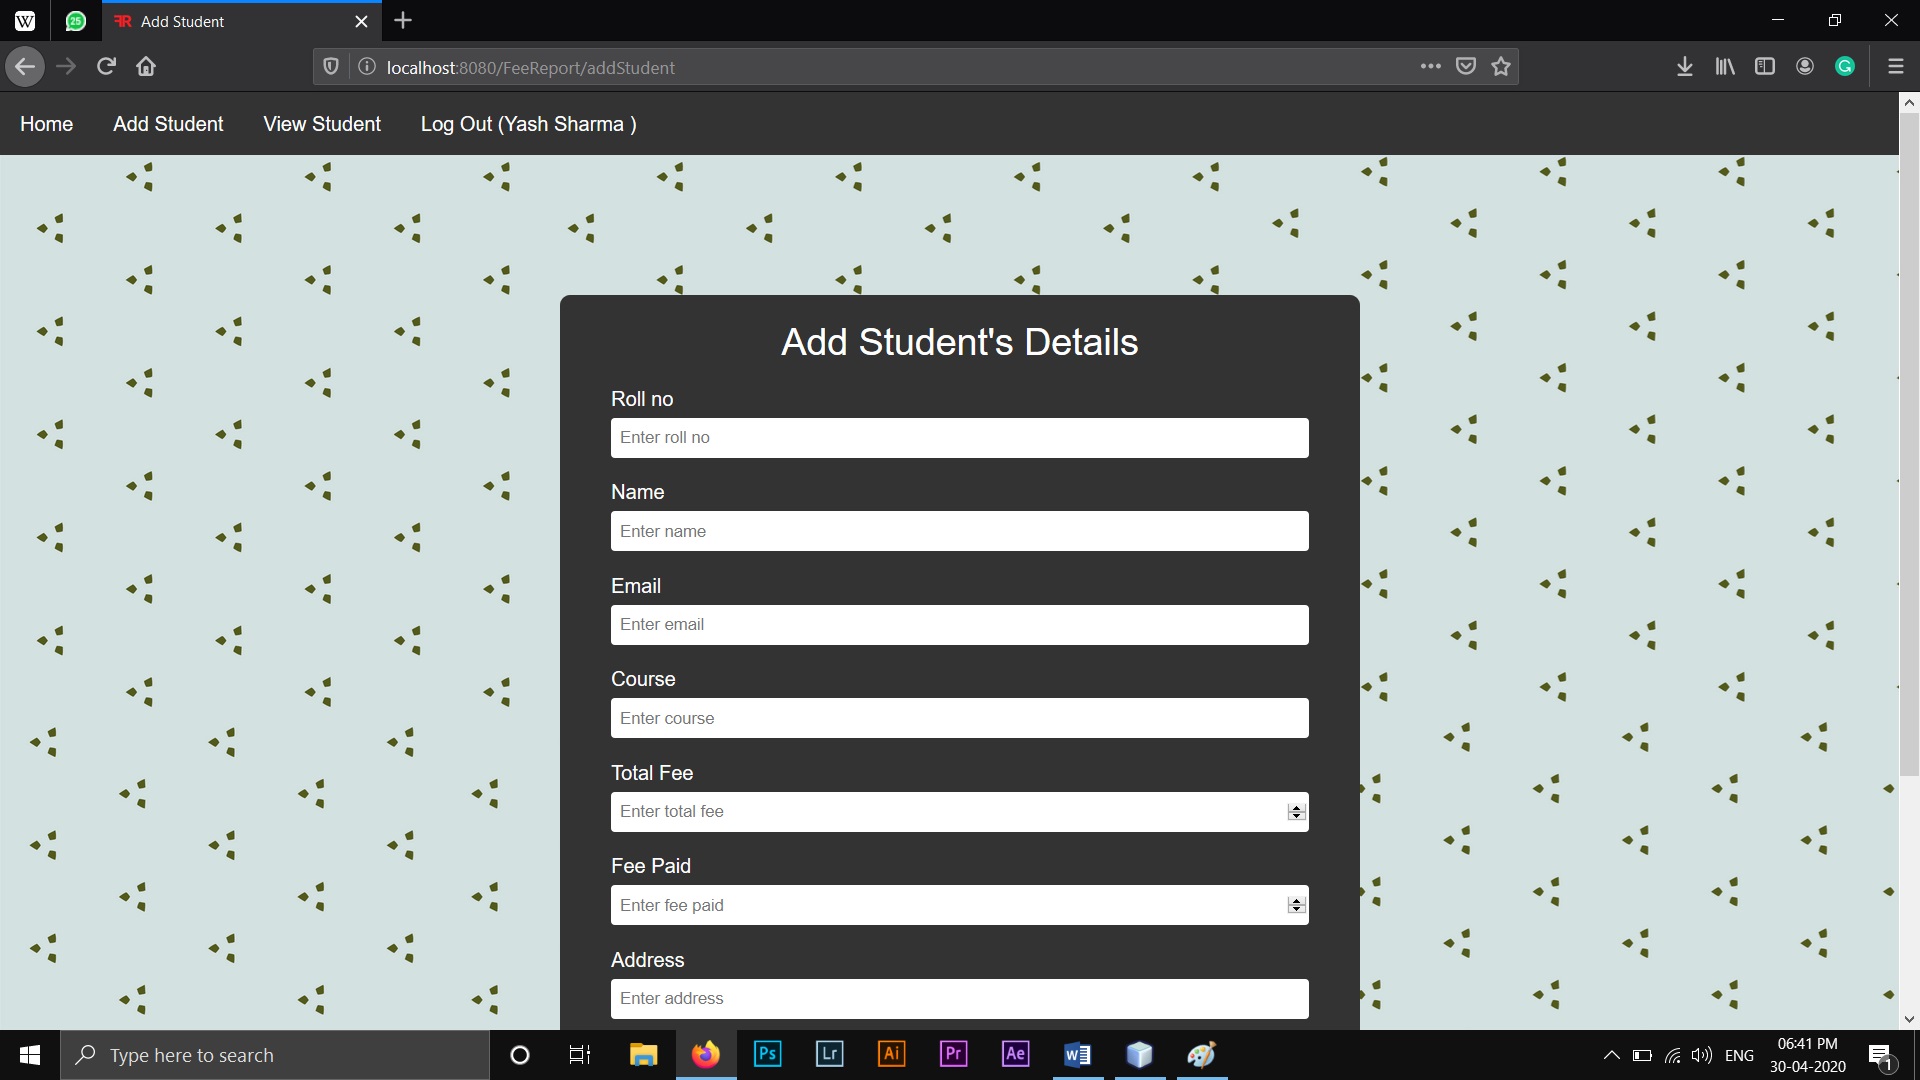 W
25
FR Add Student
localhost:8080/FeeReport/addStudent
G
Home Add Student View Student Log Out (Yash Sharma )
Add Student's Details
Roll no
Enter roll no
Name
Enter name
Email
Enter email
Course
Enter course
Total Fee
Enter total fee
Fee Paid
Enter fee paid
Address
Enter address
Type here to search
Ps Lr Ai Pr Ae W
ENG
06:41 PM
30-04-2020
1